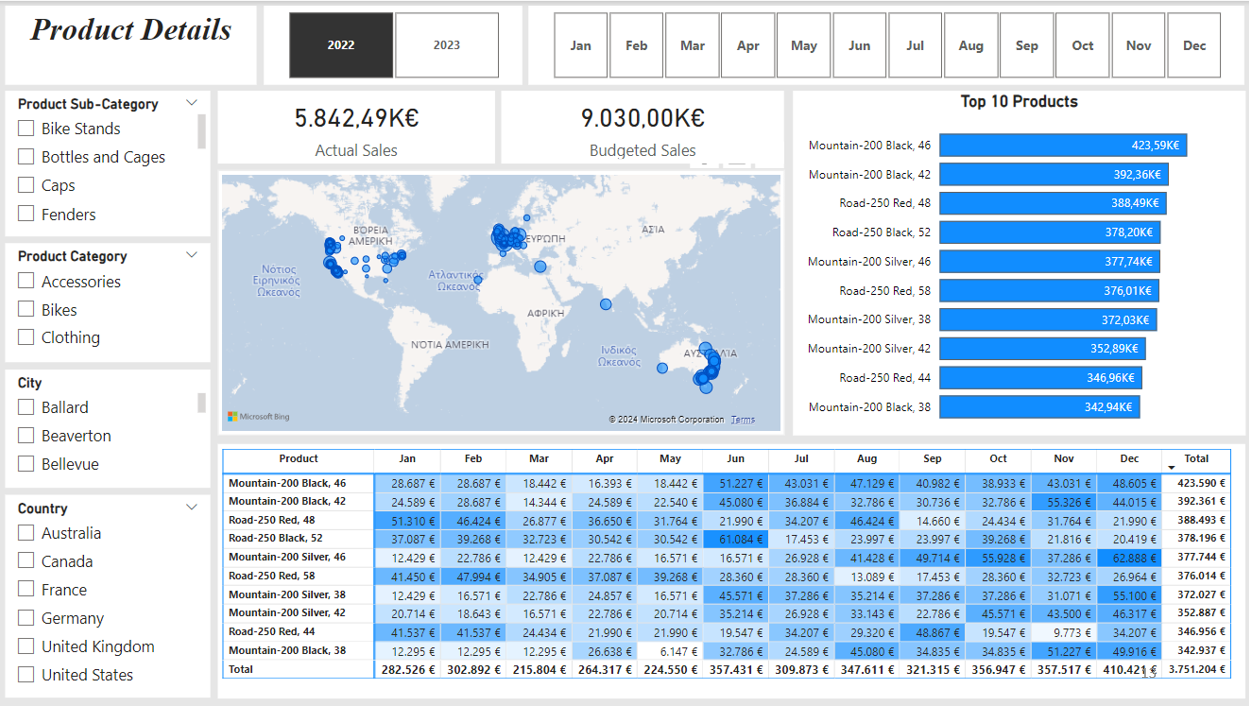 Product Details
2022 2023
Jan Feb Mar Apr May Jun Jul Aug Sep Oct Nov Dec
Product Sub-Category
Bike Stands
Bottles and Cages
Caps
Fenders
Product Category
Accessories
Bikes
Clothing
City
Ballard
Beaverton
Bellevue
Country
Australia
Canada
France
Germany
United Kingdom
United States
5.842,49K€
Actual Sales
9.030,00K€
Budgeted Sales
ΒΟΡΕΙΑ
ΑΜΕΡΙΚΗ
ΕΥΡΩΠΗ
ΑΣΙΑ
Νότιος
Ειρηνικός
Ωκεανός
Ατλαντικός
Ωκεανός
ΑΦΡΙΚΗ
ΝΟΤΙΑ ΑΜΕΡΙΚΗ
Ινδικός
Ωκεανός
Microsoft Bing
© 2024 Microsoft Corporation Terms
Top 10 Products
Mountain-200 Black, 46 423,59K€
Mountain-200 Black, 42 392,36K€
Road-250 Red, 48 388,49K€
Road-250 Black, 52 378,20K€
Mountain-200 Silver, 46 377,74K€
Road-250 Red, 58 376,01K€
Mountain-200 Silver, 38 372,03K€
Mountain-200 Silver, 42 352,89K€
Road-250 Red, 44 346,96K€
Mountain-200 Black, 38 342,94K€
Product Jan Feb Mar Apr May Jun Jul Aug Sep Oct Nov Dec Total
Mountain-200 Black, 46 28.687 € 28.687 € 18.442 € 16.393 € 18.442 € 51.227 € 43.031 € 47.129 € 40.982 € 38.933 € 43.031 € 48.605 € 423.590 €
Mountain-200 Black, 42 24.589 € 28.687 € 14.344 € 24.589 € 22.540 € 45.080 € 36.884 € 32.786 € 30.736 € 32.786 € 55.326 € 44.015 € 392.361 €
Road-250 Red, 48 51.310 € 46.424 € 26.877 € 36.650 € 31.764 € 21.990 € 34.207 € 46.424 € 14.660 € 24.434 € 31.764 € 21.990 € 388.493 €
Road-250 Black, 52 37.087 € 39.268 € 32.723 € 30.542 € 30.542 € 61.084 € 17.453 € 23.997 € 23.997 € 39.268 € 21.816 € 20.419 € 378.196 €
Mountain-200 Silver, 46 12.429 € 22.786 € 12.429 € 22.786 € 16.571 € 16.571 € 26.928 € 41.428 € 49.714 € 55.928 € 37.286 € 62.888 € 377.744 €
Road-250 Red, 58 41.450 € 47.994 € 34.905 € 37.087 € 39.268 € 28.360 € 28.360 € 13.089 € 17.453 € 28.360 € 32.723 € 26.964 € 376.014 €
Mountain-200 Silver, 38 12.429 € 16.571 € 22.786 € 24.857 € 16.571 € 45.571 € 37.286 € 35.214 € 37.286 € 37.286 € 31.071 € 55.100 € 372.027 €
Mountain-200 Silver, 42 20.714 € 18.643 € 16.571 € 22.786 € 20.714 € 35.214 € 26.928 € 33.143 € 22.786 € 45.571 € 43.500 € 46.317 € 352.887 €
Road-250 Red, 44 41.537 € 41.537 € 24.434 € 21.990 € 21.990 € 19.547 € 34.207 € 29.320 € 48.867 € 19.547 € 9.773 € 34.207 € 346.956 €
Mountain-200 Black, 38 12.295 € 12.295 € 12.295 € 26.638 € 6.147 € 32.786 € 24.589 € 45.080 € 34.835 € 34.835 € 51.227 € 49.916 € 342.937 €
Total 282.526 € 302.892 € 215.804 € 264.317 € 224.550 € 357.431 € 309.873 € 347.611 € 321.315 € 356.947 € 357.517 € 410.421 € 3.751.204 €
13